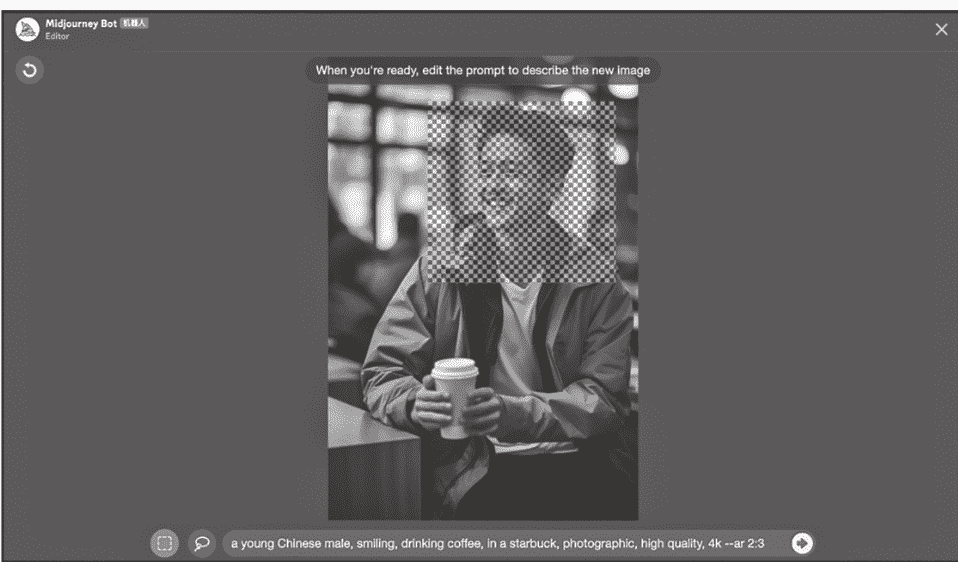 Midjourney Bot 机器人
Editor
When you're ready, edit the prompt to describe the new image
a young Chinese male, smiling, drinking coffee, in a starbuck, photographic, high quality, 4k --ar 2:3